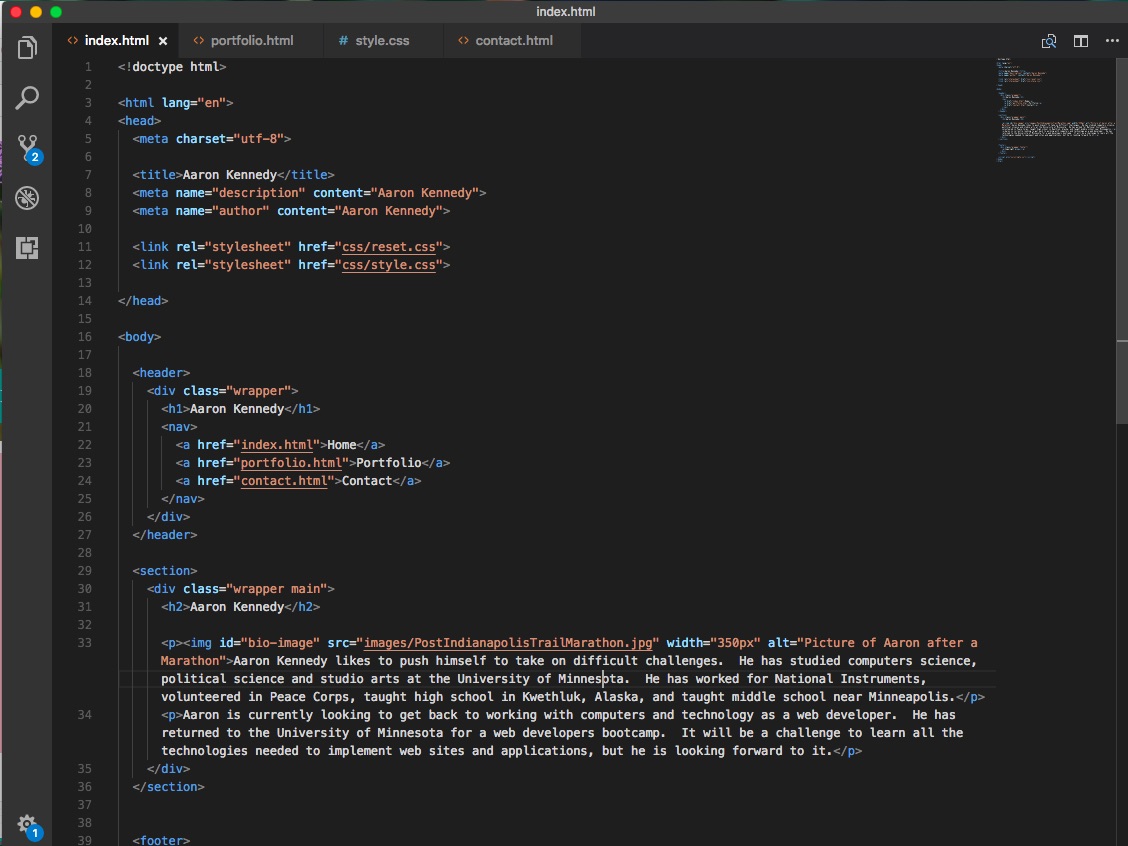 index.html
index.html × portfolio.html # style.css contact.html
1 <!doctype html>
2
3 <html lang="en">
4 <head>
5 <meta charset="utf-8">
6
7 <title>Aaron Kennedy</title>
8 <meta name="description" content="Aaron Kennedy">
9 <meta name="author" content="Aaron Kennedy">
10
11 <link rel="stylesheet" href="css/reset.css">
12 <link rel="stylesheet" href="css/style.css">
13
14 </head>
15
16 <body>
17
18 <header>
19 <div class="wrapper">
20 <h1>Aaron Kennedy</h1>
21 <nav>
22 <a href="index.html">Home</a>
23 <a href="portfolio.html">Portfolio</a>
24 <a href="contact.html">Contact</a>
25 </nav>
26 </div>
27 </header>
28
29 <section>
30 <div class="wrapper main">
31 <h2>Aaron Kennedy</h2>
32
33 <p><img id="bio-image" src="images/PostIndianapolisTrailMarathon.jpg" width="350px" alt="Picture of Aaron after a
Marathon">Aaron Kennedy likes to push himself to take on difficult challenges.  He has studied computers science,
political science and studio arts at the University of Minnesota.  He has worked for National Instruments,
volunteered in Peace Corps, taught high school in Kwethluk, Alaska, and taught middle school near Minneapolis.</p>
34 <p>Aaron is currently looking to get back to working with computers and technology as a web developer.  He has
returned to the University of Minnesota for a web developers bootcamp.  It will be a challenge to learn all the
technologies needed to implement web sites and applications, but he is looking forward to it.</p>
35 </div>
36 </section>
37
38
39 <footer>
2
1